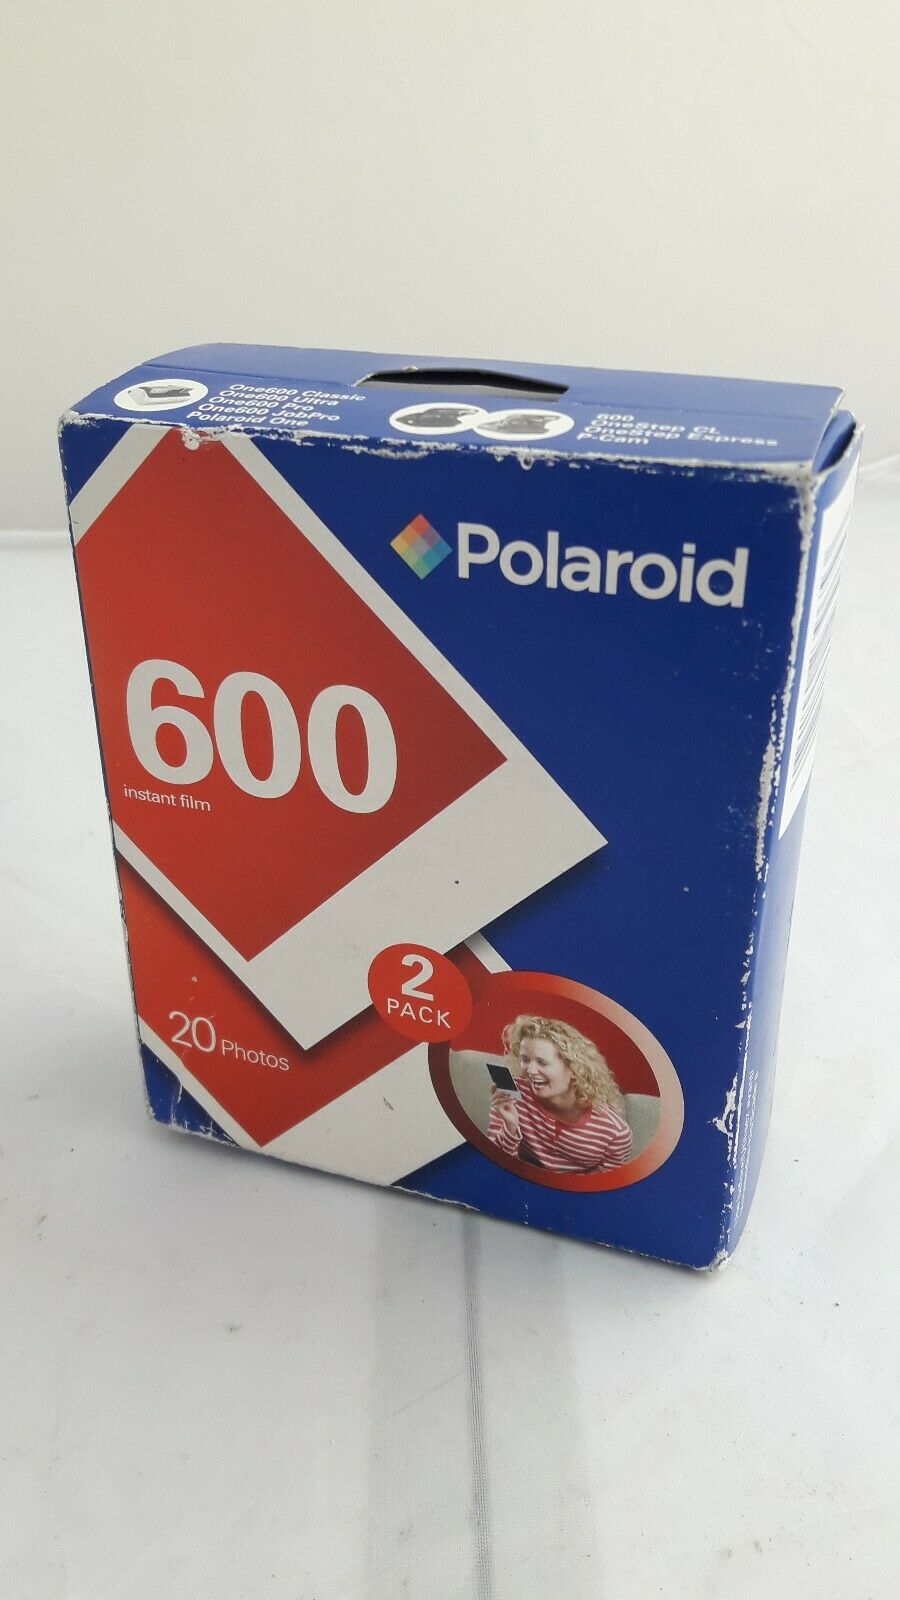 One600 Classic
One600 Ultra
One600 Pro
One600 JobPro
Polaroid One
600
OneStep CL
OneStep Express
P-Cam
Polaroid
600
instant film
2
PACK
20 Photos